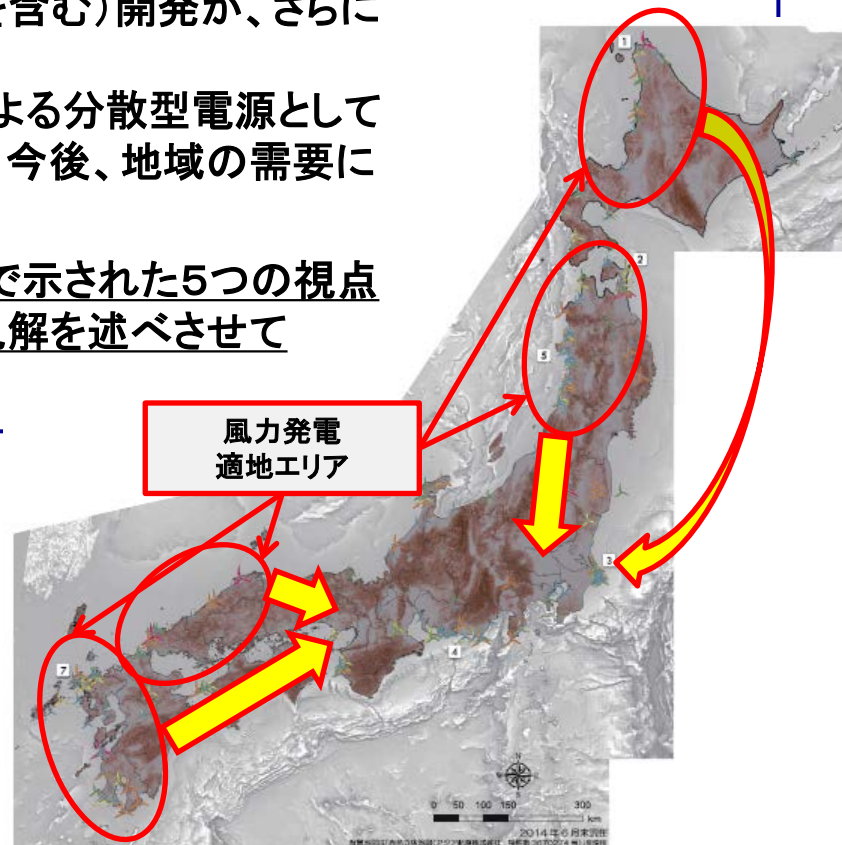 を含む)開発が、さらに
よる分散型電源として
今後、地域の需要に
で示された5つの視点
見解を述べさせて
風力発電
適地エリア
1
2
5
3
4
7
N
0 50 100 150 300
km
2014年6月末現在